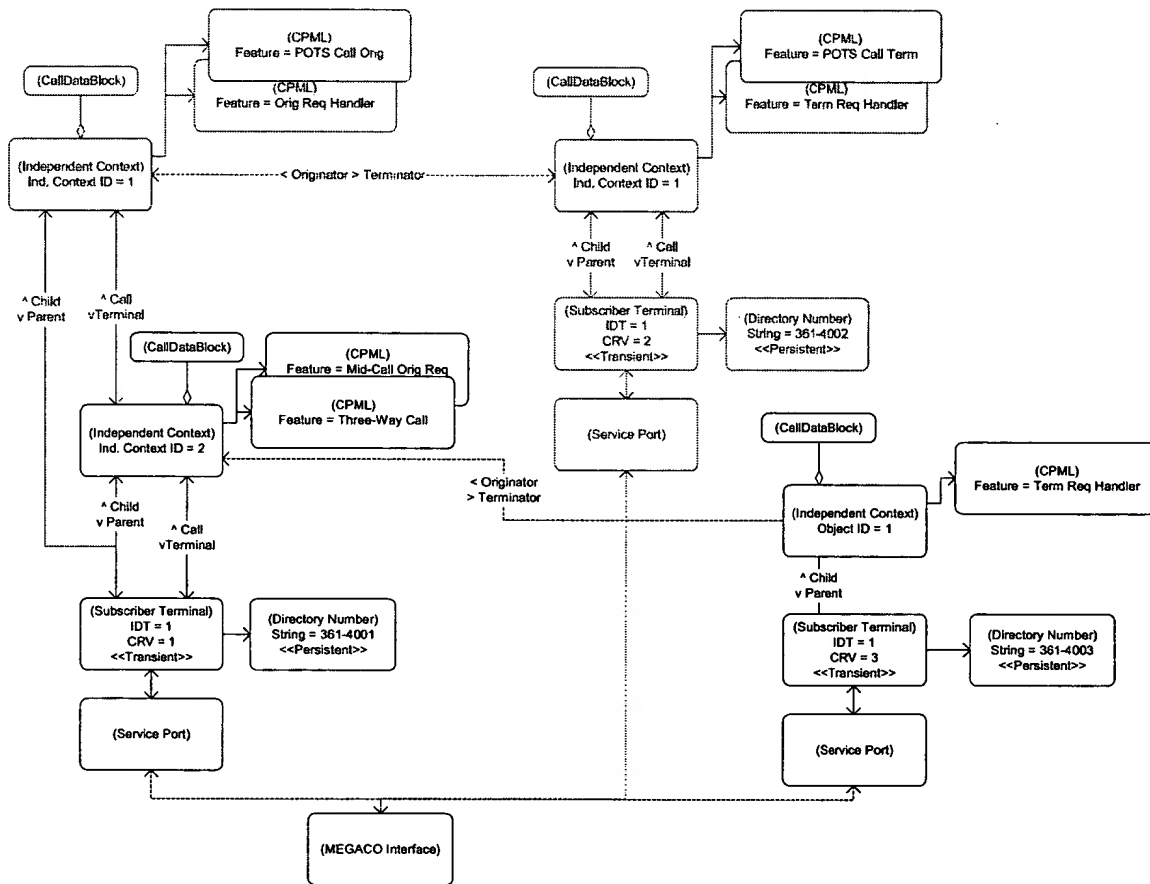 (CPML)
Feature = POTS Call Orig
(CPML)
Feature = Orig Req Handler
(CallDataBlock)
(Independent Context)
Ind. Context ID = 1
(CPML)
Feature = POTS Call Term
(CPML)
Feature = Term Req Handler
(CallDataBlock)
(Independent Context)
Ind. Context ID = 1
< Originator > Terminator
^ Child
v Parent
^ Call
vTerminal
^ Child
v Parent
^ Call
vTerminal
(Subscriber Terminal)
IDT = 1
CRV = 2
<<Transient>>
(Directory Number)
String = 361-4002
<<Persistent>>
(Service Port)
(CallDataBlock)
(CPML)
Feature = Mid-Call Orig Req
(CPML)
Feature = Three-Way Call
(Independent Context)
Ind. Context ID = 2
< Originator
> Terminator
^ Child
v Parent
^ Call
vTerminal
(CallDataBlock)
(CPML)
Feature = Term Req Handler
(Independent Context)
Object ID = 1
^ Child
v Parent
(Subscriber Terminal)
IDT = 1
CRV = 1
<<Transient>>
(Directory Number)
String = 361-4001
<<Persistent>>
(Subscriber Terminal)
IDT = 1
CRV = 3
<<Transient>>
(Directory Number)
String = 361-4003
<<Persistent>>
(Service Port)
(Service Port)
(MEGACO Interface)